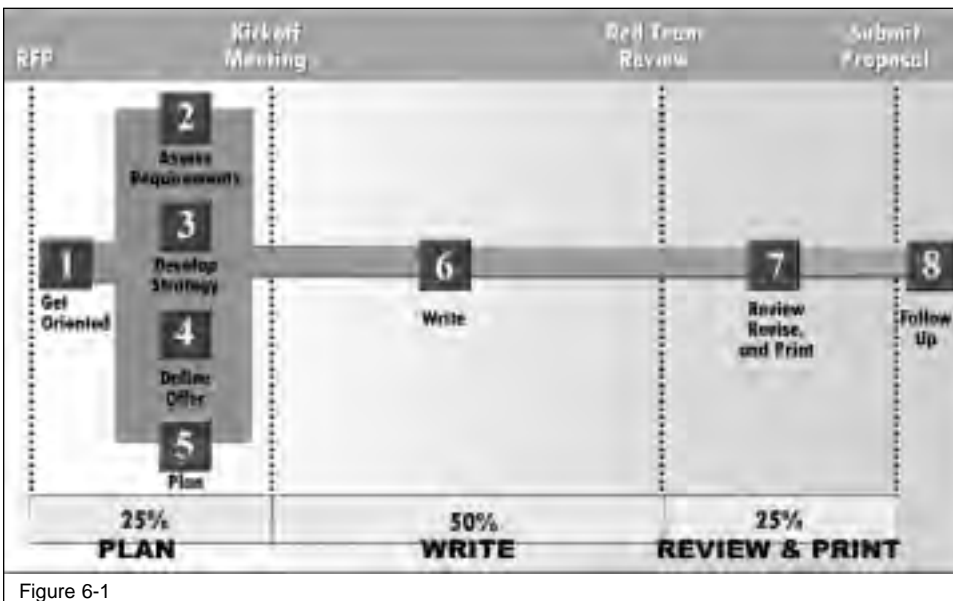 Kickoff
Red Team
Submit
RFP
Meeting
Review
Proposal
2
Assess
Requirements
3
Develop
Strategy
1
Get
Oriented
4
Define
Offer
5
Plan
6
Write
7
Review
Revise,
and Print
8
Follow
Up
25%
50%
25%
PLAN
WRITE
REVIEW & PRINT
Figure 6-1